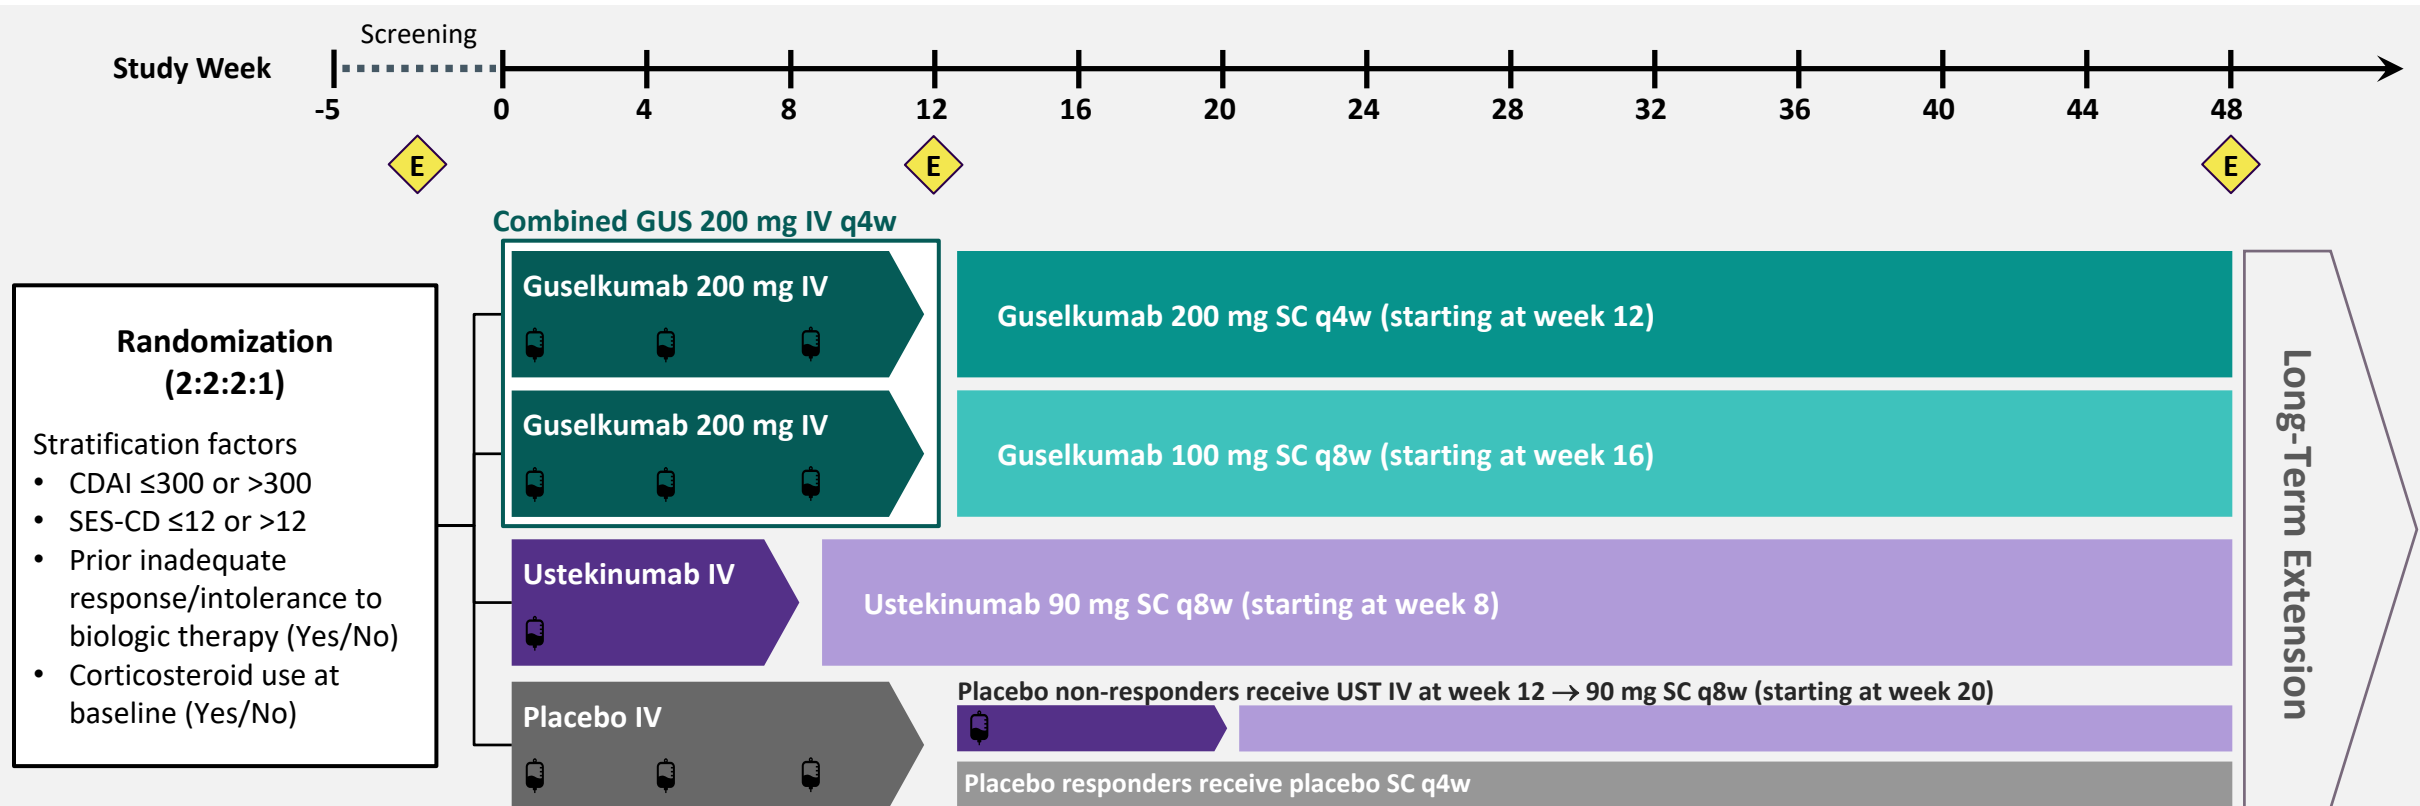 Screening
Study Week
-5 0 4 8 12 16 20 24 28 32 36 40 44 48
E E E
Combined GUS 200 mg IV q4w
Randomization
(2:2:2:1)
Stratification factors
• CDAI ≤300 or >300
• SES-CD ≤12 or >12
• Prior inadequate
response/intolerance to
biologic therapy (Yes/No)
• Corticosteroid use at
baseline (Yes/No)
Guselkumab 200 mg IV
Guselkumab 200 mg SC q4w (starting at week 12)
Guselkumab 200 mg IV
Guselkumab 100 mg SC q8w (starting at week 16)
Ustekinumab IV
Ustekinumab 90 mg SC q8w (starting at week 8)
Placebo IV
Placebo non-responders receive UST IV at week 12 → 90 mg SC q8w (starting at week 20)
Placebo responders receive placebo SC q4w
Long-Term Extension